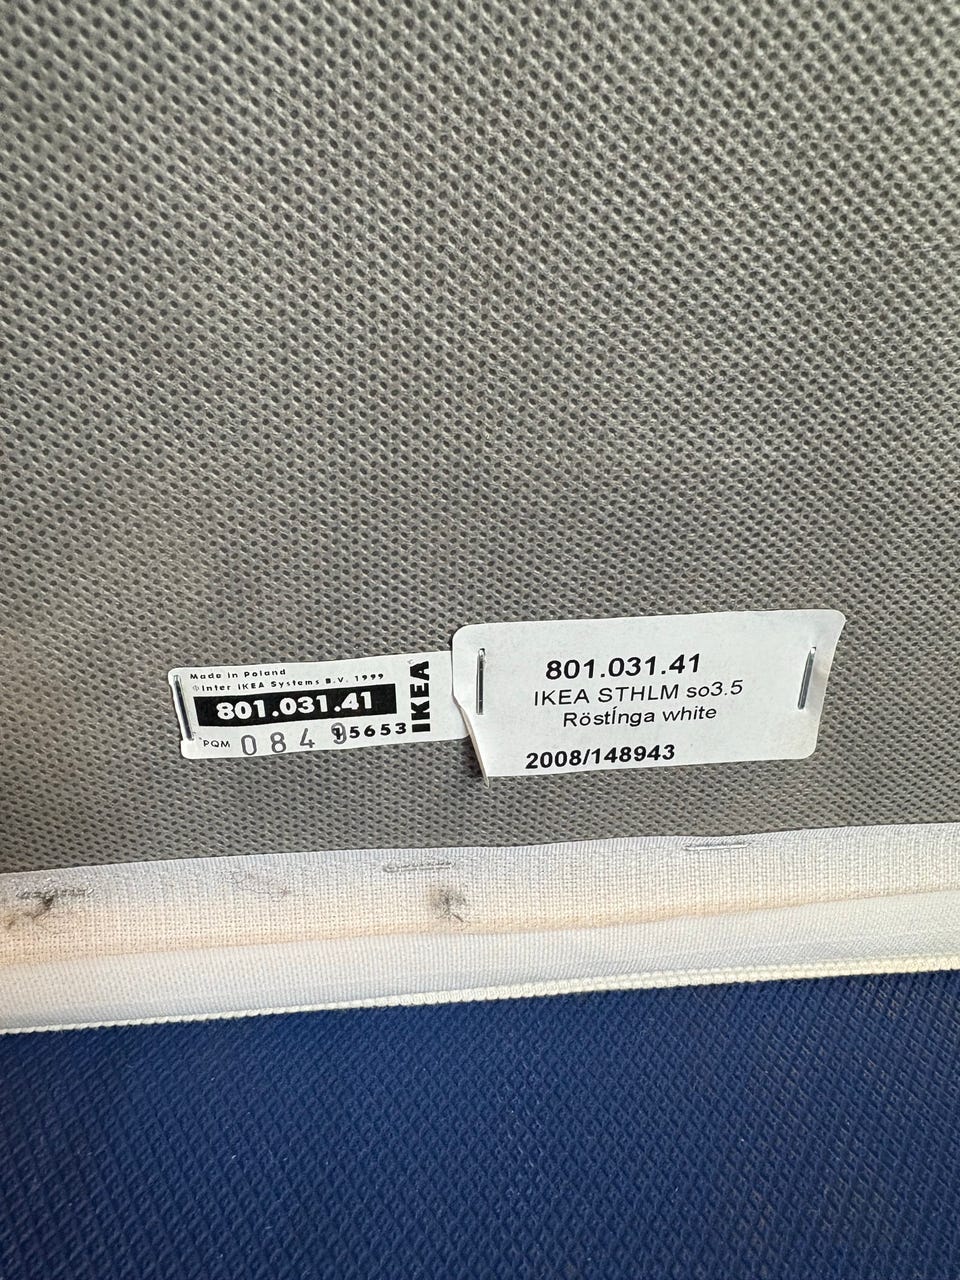 Made in Poland
©Inter IKEA Systems B.V. 1999
801.031.41
PQM 15653
IKEA
801.031.41
IKEA STHLM so3.5
RöstÍnga white
2008/148943